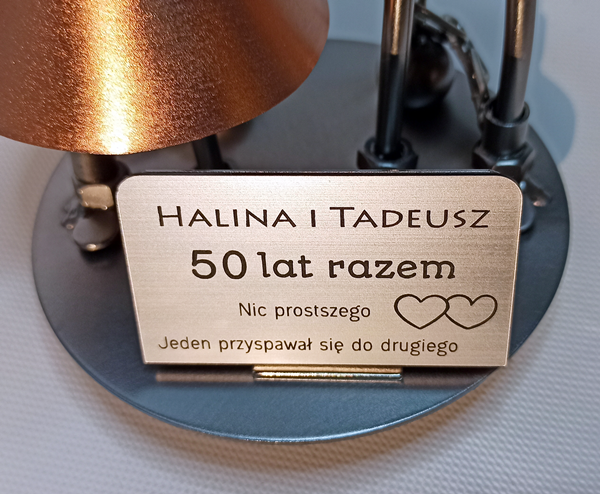 HALINA I TADEUSZ
50 lat razem
Nic prostszego
Jeden przyspawał się do drugiego